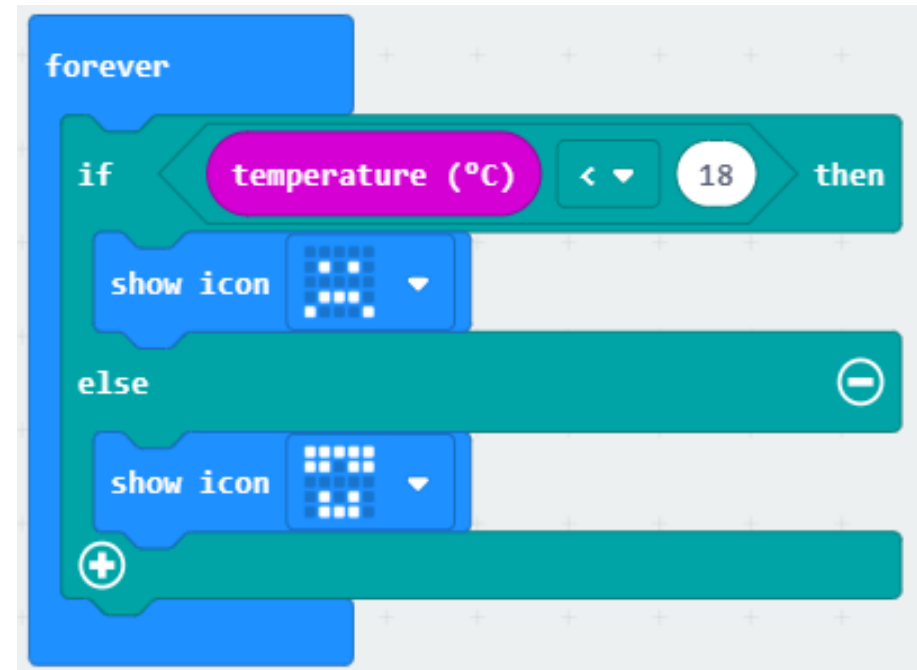 forever
if temperature (°C) < 18 then
show icon
else
show icon